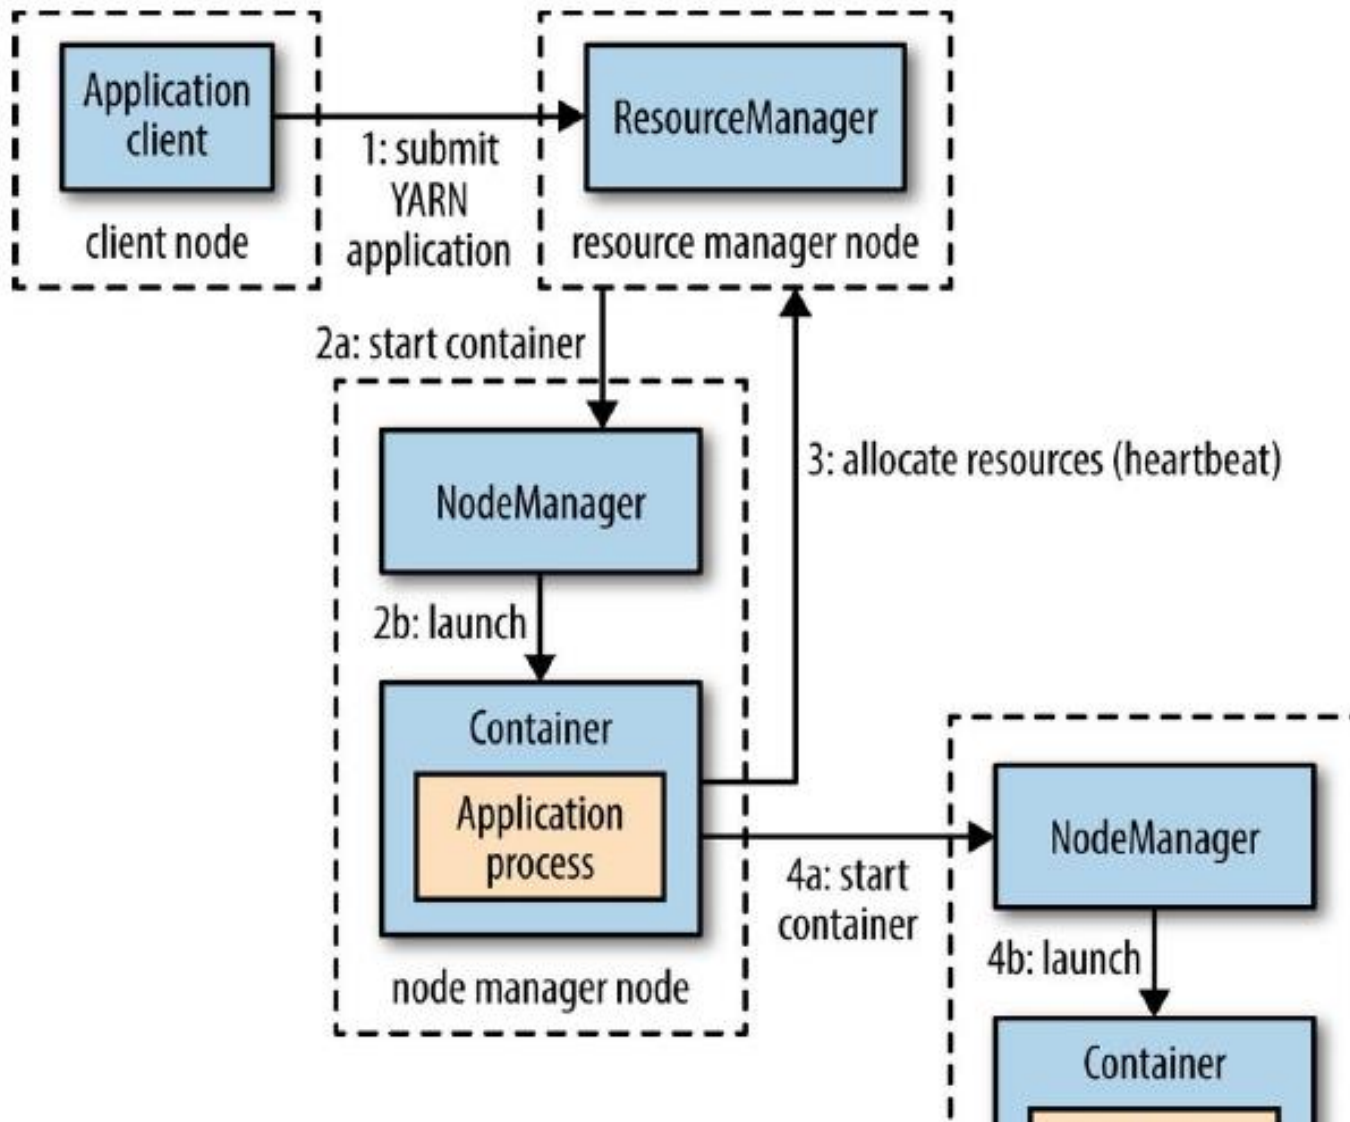 Application
client
client node
1: submit
YARN
application
ResourceManager
resource manager node
2a: start container
NodeManager
2b: launch
Container
Application
process
node manager node
3: allocate resources (heartbeat)
4a: start
container
NodeManager
4b: launch
Container